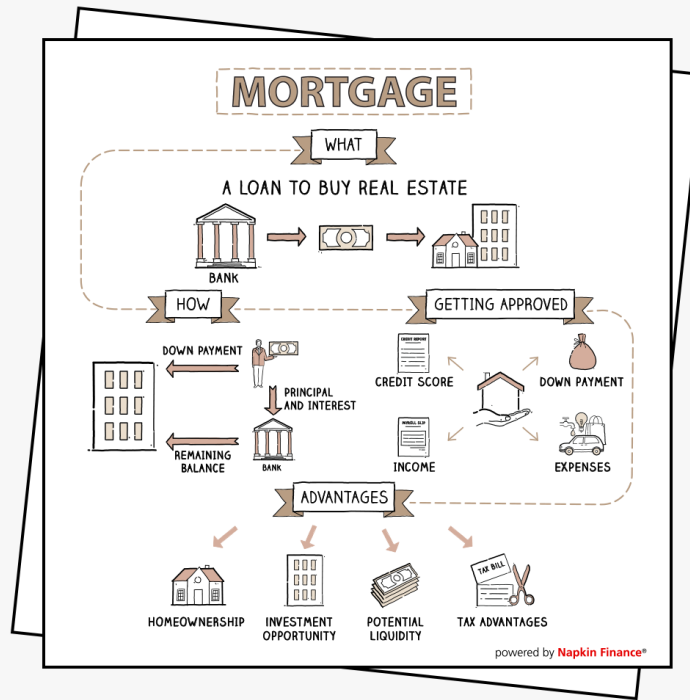 MORTGAGE
WHAT
A LOAN TO BUY REAL ESTATE
BANK
HOW
DOWN PAYMENT
PRINCIPAL
AND INTEREST
REMAINING
BALANCE
BANK
GETTING APPROVED
CREDIT REPORT
CREDIT SCORE
DOWN PAYMENT
INCOME
EXPENSES
ADVANTAGES
TAX BILL
HOMEOWNERSHIP
INVESTMENT
OPPORTUNITY
POTENTIAL
LIQUIDITY
TAX ADVANTAGES
powered by Napkin Finance®